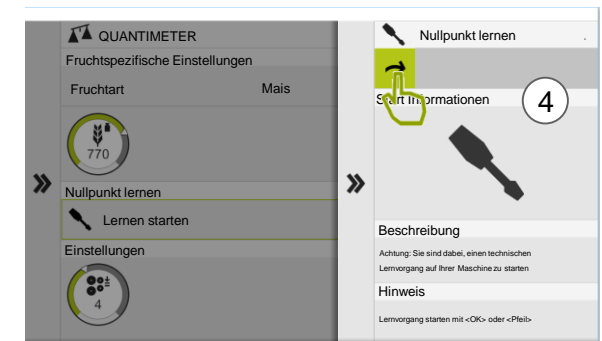 QUANTIMETER
Fruchtspezifische Einstellungen
Fruchtart Mais
770
Nullpunkt lernen
Lernen starten
Einstellungen
4
Nullpunkt lernen
Start Informationen
4
Beschreibung
Achtung: Sie sind dabei, einen technischen
Lernvorgang auf Ihrer Maschine zu starten
Hinweis
Lernvorgang starten mit <OK> oder <Pfeil>